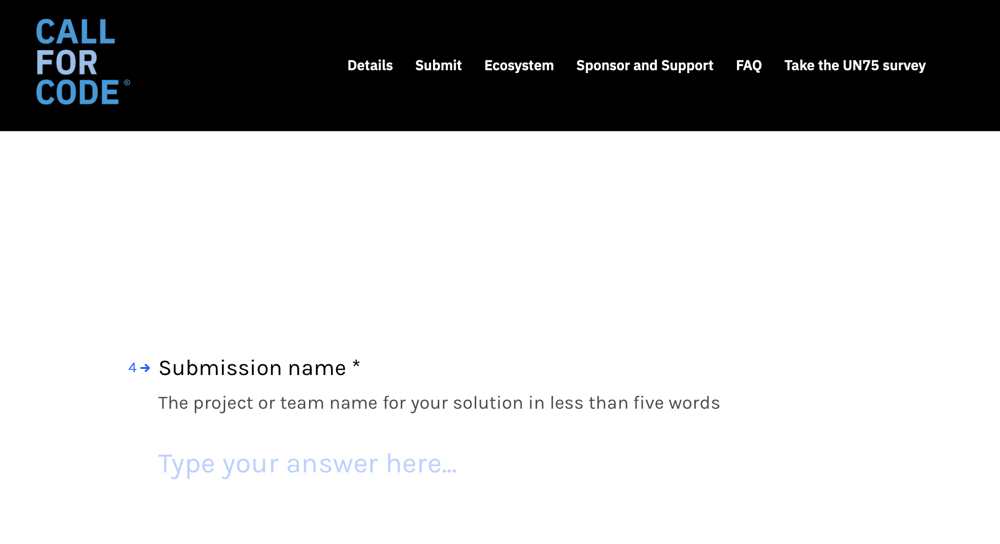 CALL
FOR
CODE ®
Details Submit Ecosystem Sponsor and Support FAQ Take the UN75 survey
4 → Submission name *
The project or team name for your solution in less than five words
Type your answer here...